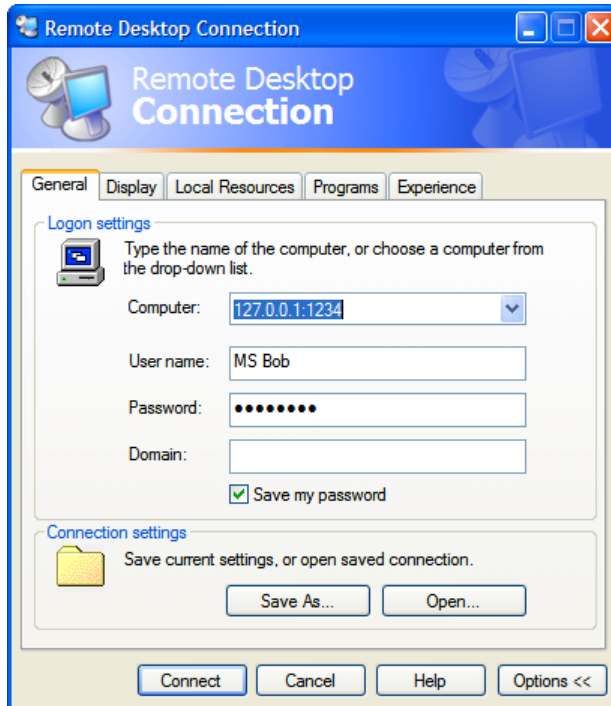 Remote Desktop Connection
Remote Desktop
Connection
General Display Local Resources Programs Experience
Logon settings
Type the name of the computer, or choose a computer from
the drop-down list.
Computer: 127.0.0.1:1234
User name: MS Bob
Password: ●●●●●●●●
Domain:
Save my password
Connection settings
Save current settings, or open saved connection.
Save As... Open...
Connect Cancel Help Options <<